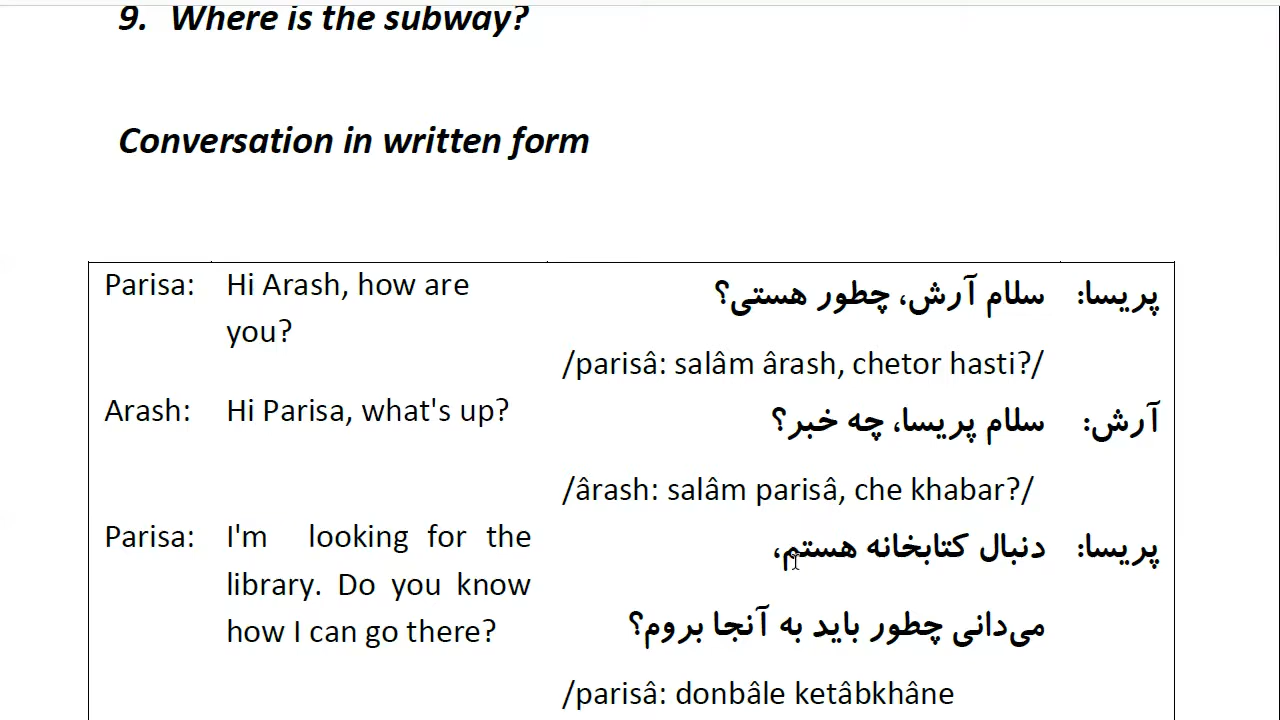 9. Where is the subway?
Conversation in written form
Parisa:
Hi Arash, how are
you?
پریسا:
سلام آرش، چطور هستی؟
/parisâ: salâm ârash, chetor hasti?/
Arash:
Hi Parisa, what's up?
آرش:
سلام پریسا، چه خبر؟
/ârash: salâm parisâ, che khabar?/
Parisa:
I'm looking for the
library. Do you know
how I can go there?
پریسا:
دنبال کتابخانه هستم،
می‌دانی چطور باید به آنجا بروم؟
/parisâ: donbâle ketâbkhâne